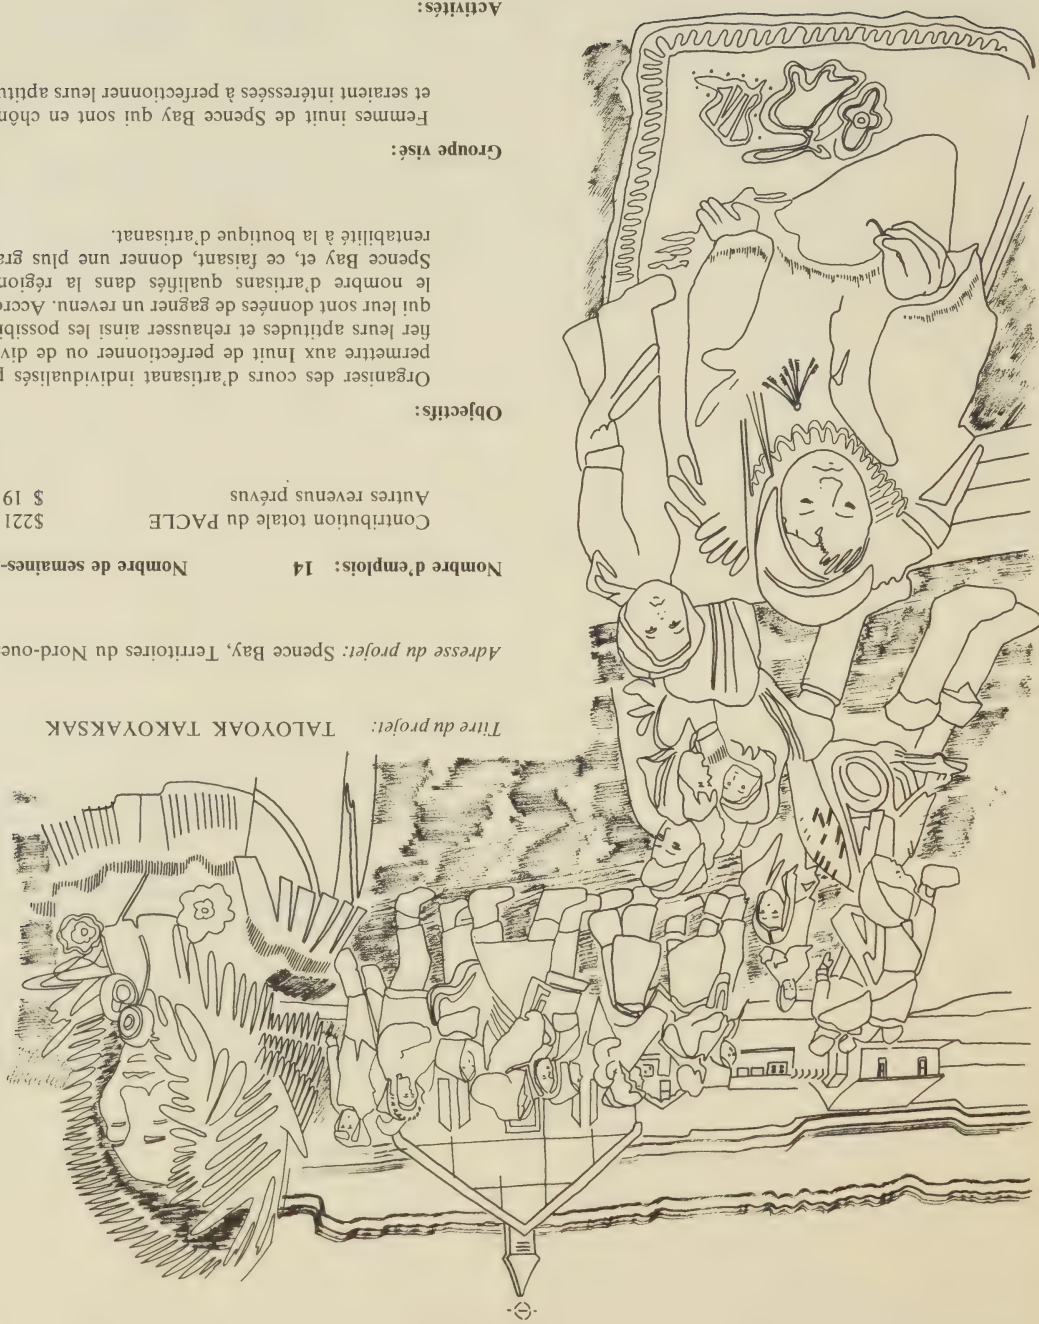 Titre du projet: TALOYOAK TAKOYAKSAK
Adresse du projet: Spence Bay, Territoires du Nord-oues
Nombre d'emplois: 14 Nombre de semaines-
Contribution totale du PACLE $221
Autres revenus prévus $ 19
Objectifs:
Organiser des cours d'artisanat individualisés p
permettre aux Inuit de perfectionner ou de div
fier leurs aptitudes et rehausser ainsi les possibi
qui leur sont données de gagner un revenu. Accro
le nombre d'artisans qualifiés dans la région
Spence Bay et, ce faisant, donner une plus gra
rentabilité à la boutique d'artisanat.
Groupe visé:
Femmes inuit de Spence Bay qui sont en chôm
et seraient intéressées à perfectionner leurs aptitu
Activités: